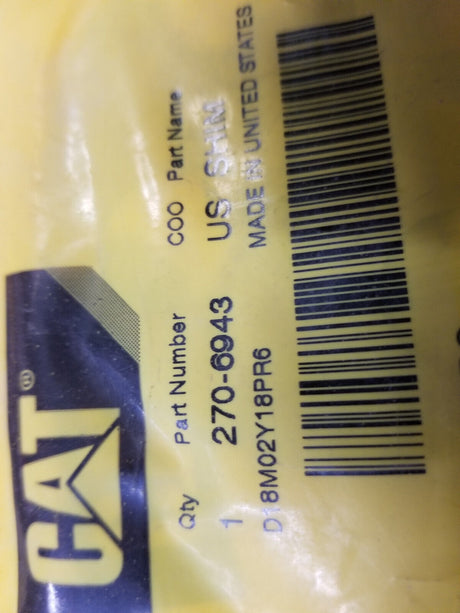 CAT®
Qty Part Number COO Part Name
1 270-6943 US SHIM
D18M02Y18PR6 MADE IN UNITED STATES